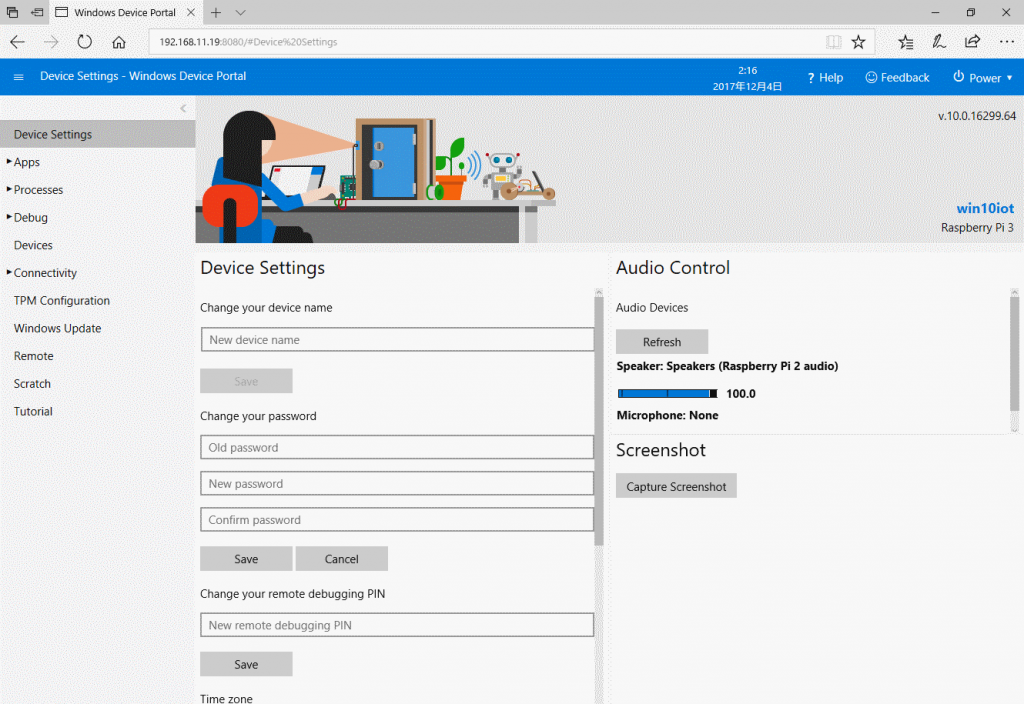 Windows Device Portal
192.168.11.19:8080/#Device%20Settings
Device Settings - Windows Device Portal
2:16
2017年12月4日
? Help
Feedback
Power
v.10.0.16299.64
win10iot
Raspberry Pi 3
Device Settings
Apps
Processes
Debug
Devices
Connectivity
TPM Configuration
Windows Update
Remote
Scratch
Tutorial
Device Settings
Change your device name
New device name
Save
Change your password
Old password
New password
Confirm password
Save Cancel
Change your remote debugging PIN
New remote debugging PIN
Save
Time zone
Audio Control
Audio Devices
Refresh
Speaker: Speakers (Raspberry Pi 2 audio)
100.0
Microphone: None
Screenshot
Capture Screenshot